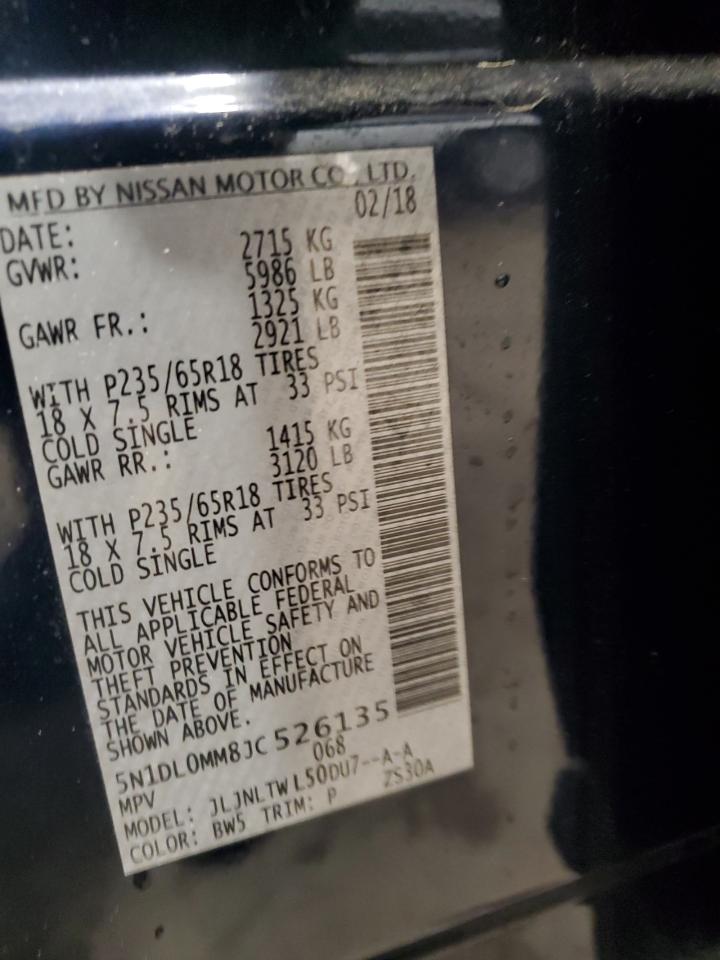 MFD BY NISSAN MOTOR CO., LTD.
DATE: 02/18
GVWR: 2715 KG
5986 LB
GAWR FR.: 1325 KG
2921 LB
WITH P235/65R18 TIRES
18 X 7.5 RIMS AT 33 PSI
COLD SINGLE
GAWR RR.: 1415 KG
3120 LB
WITH P235/65R18 TIRES
18 X 7.5 RIMS AT 33 PSI
COLD SINGLE
THIS VEHICLE CONFORMS TO
ALL APPLICABLE FEDERAL
MOTOR VEHICLE SAFETY AND
THEFT PREVENTION
STANDARDS IN EFFECT ON
THE DATE OF MANUFACTURE
SHOWN ABOVE.
5N1DL0MM8JC526135
MPV 068
MODEL: JLJNLTWL50DU7--A-A
COLOR: BW5 TRIM: P ZS30A